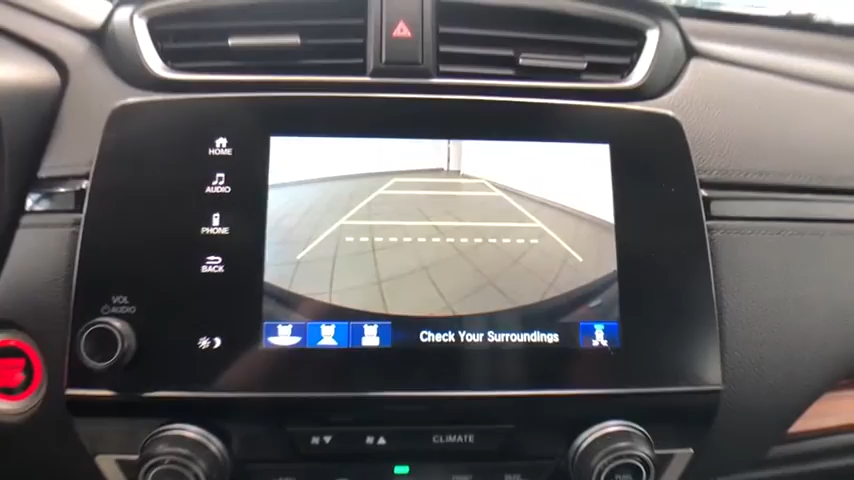 HOME
AUDIO
PHONE
BACK
VOL
AUDIO
Check Your Surroundings
CLIMATE